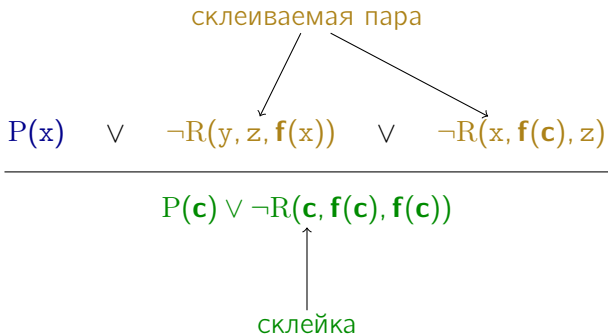 склеиваемая пара
P(x) ∨ ¬R(y, z, f(x)) ∨ ¬R(x, f(c), z)
P(c) ∨ ¬R(c, f(c), f(c))
склейка